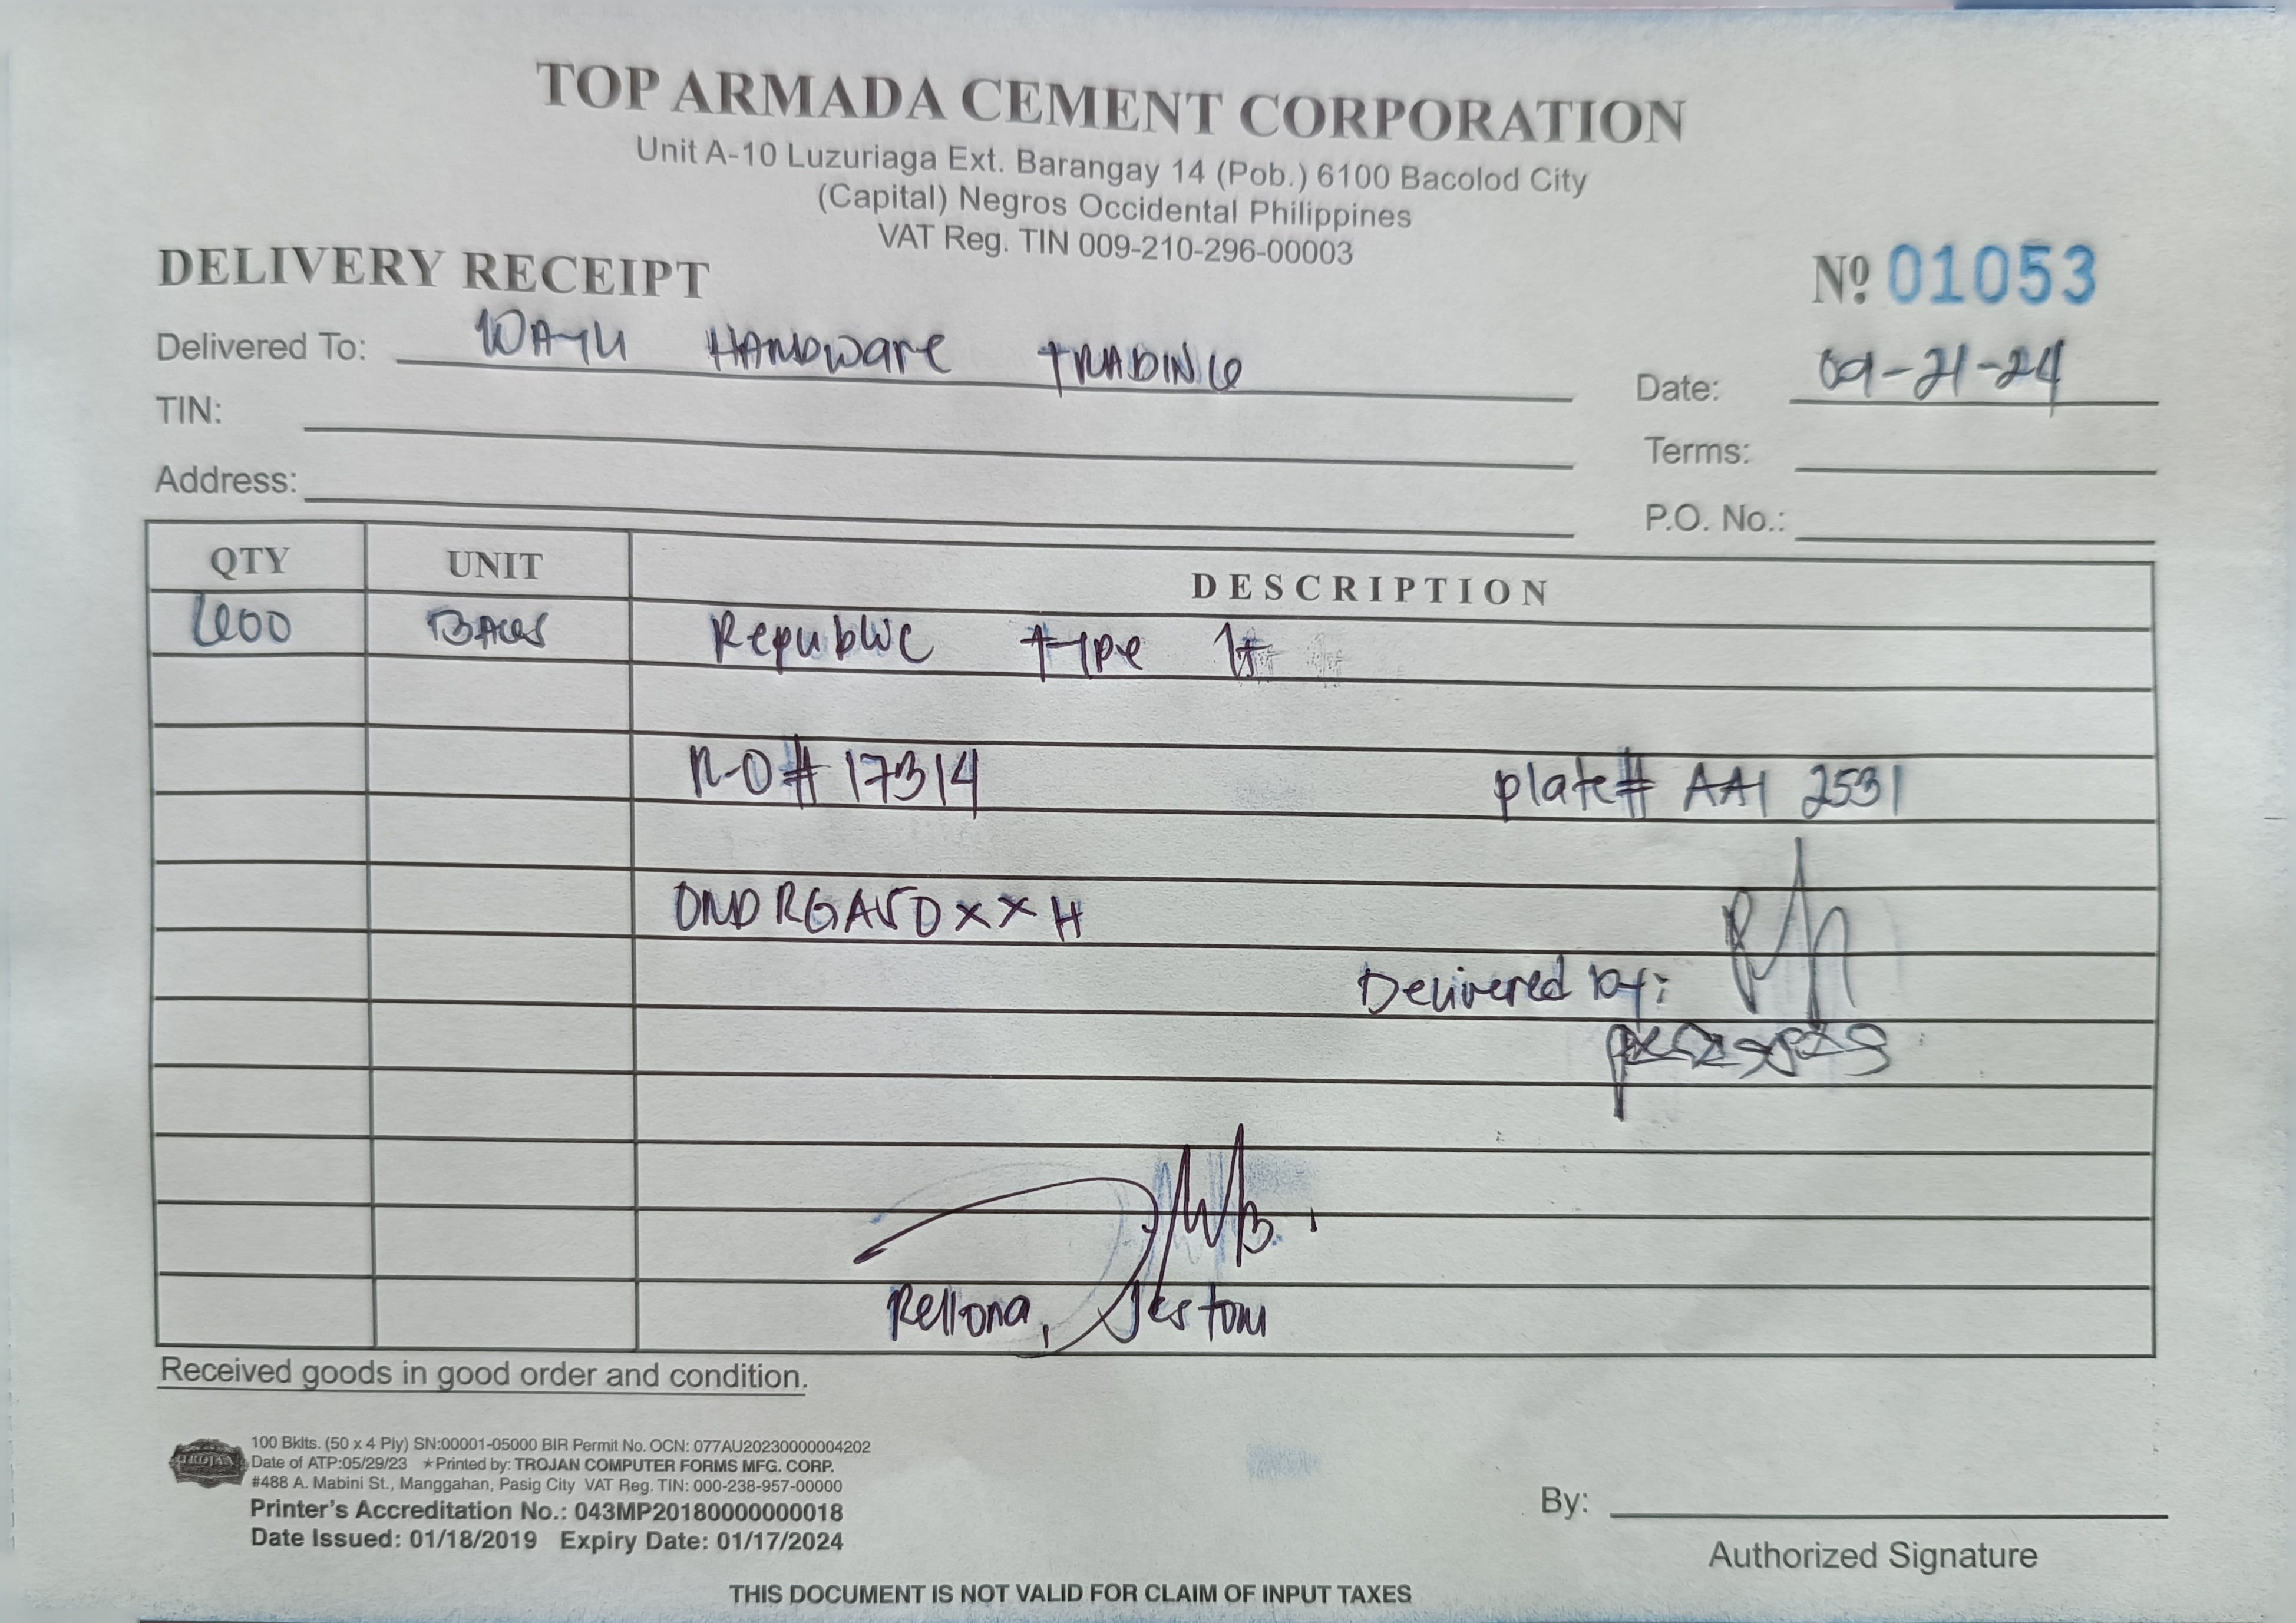 TOP ARMADA CEMENT CORPORATION
Unit A-10 Luzuriaga Ext. Barangay 14 (Pob.) 6100 Bacolod City
(Capital) Negros Occidental Philippines
VAT Reg. TIN 009-210-296-00003
DELIVERY RECEIPT
№ 01053
Delivered To: HARDware TRADING
Date: 09-21-24
TIN:
Terms:
Address:
P.O. No.:
QTY UNIT DESCRIPTION
600 BAGS Republic type 1t
R-O# 17314 plate# AAI 2531
DNDRGAVDXXH
Delivered by:
Rellona, Jestoni
Received goods in good order and condition.
TROJAN
100 Bklts. (50 x 4 Ply) SN:00001-05000 BIR Permit No. OCN: 077AU20230000004202
Date of ATP:05/29/23 ★Printed by: TROJAN COMPUTER FORMS MFG. CORP.
#488 A. Mabini St., Manggahan, Pasig City VAT Reg. TIN: 000-238-957-00000
Printer's Accreditation No.: 043MP20180000000018
Date Issued: 01/18/2019 Expiry Date: 01/17/2024
By:
Authorized Signature
THIS DOCUMENT IS NOT VALID FOR CLAIM OF INPUT TAXES